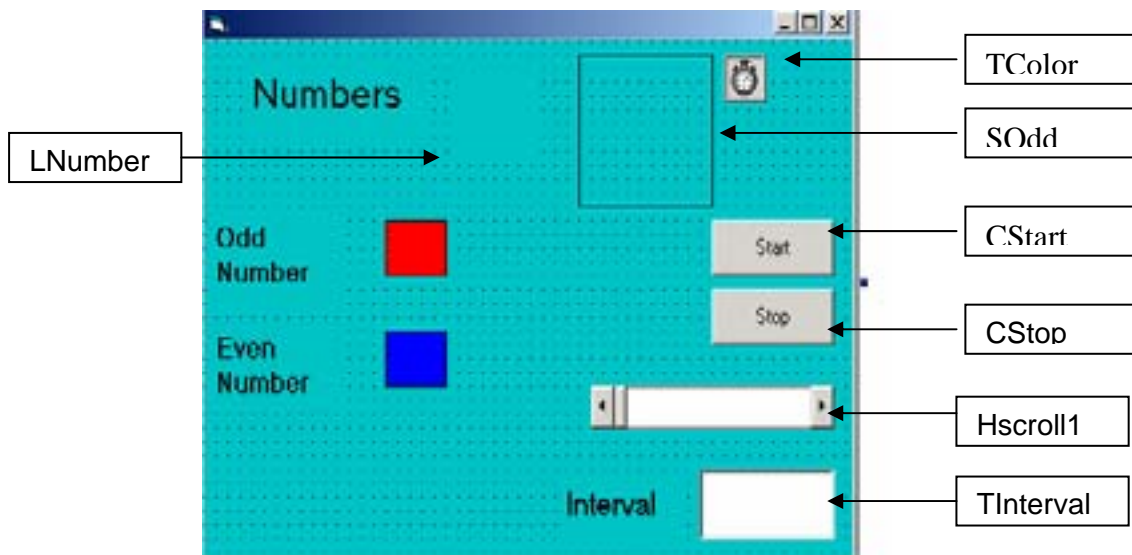 TColor
Numbers
SOdd
LNumber
CStart
Odd
Number
Start
Stop
CStop
Even
Number
Hscroll1
Interval
TInterval